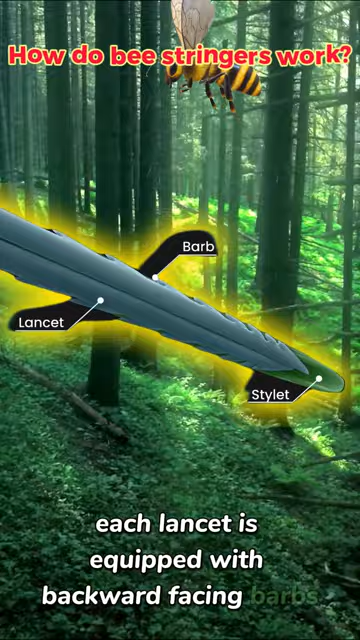 How do bee stringers work?
Barb
Lancet
Stylet
each lancet is
equipped with
backward facing barbs